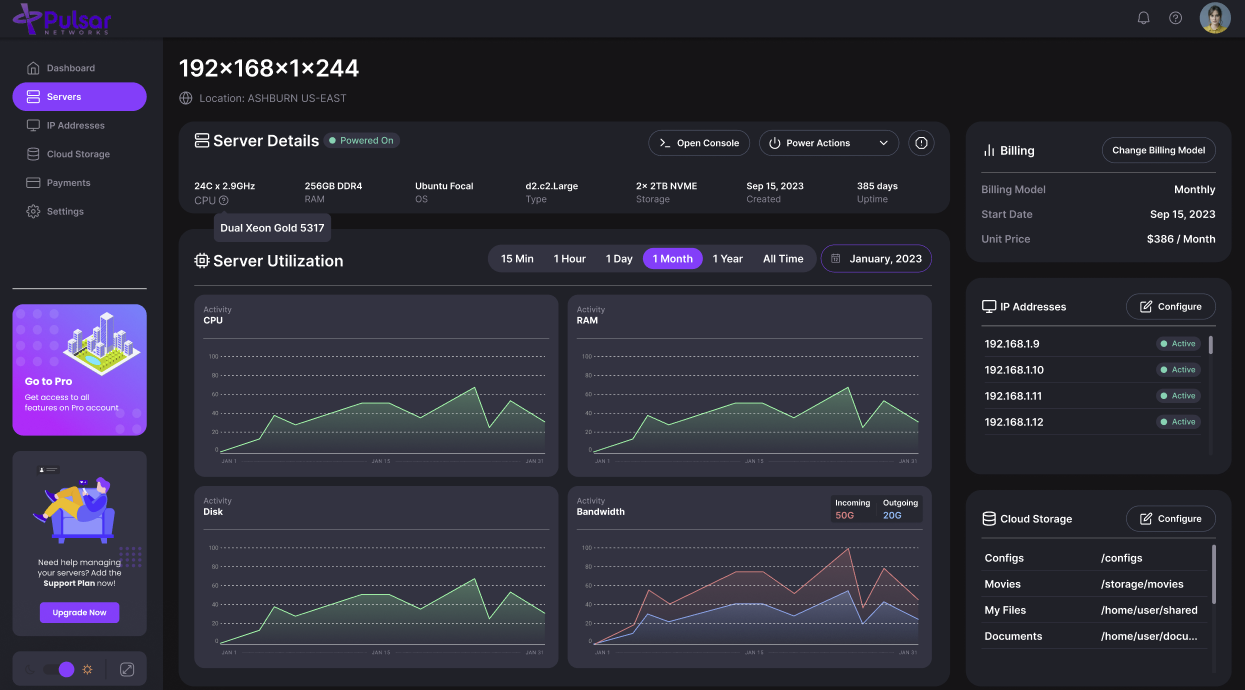 Pulsar
NETWORKS
Dashboard
Servers
IP Addresses
Cloud Storage
Payments
Settings
Go to Pro
Get access to all
features on Pro account
Need help managing
your servers? Add the
Support Plan now!
Upgrade Now
192×168×1×244
Location: ASHBURN US-EAST
Server Details
Powered On
Open Console
Power Actions
24C x 2.9GHz
CPU
256GB DDR4
RAM
Ubuntu Focal
OS
d2.c2.Large
Type
2× 2TB NVME
Storage
Sep 15, 2023
Created
385 days
Uptime
Dual Xeon Gold 5317
Server Utilization
15 Min
1 Hour
1 Day
1 Month
1 Year
All Time
January, 2023
Activity
CPU
100
80
60
40
20
0
JAN 1
JAN 15
JAN 31
Activity
RAM
100
80
60
40
20
0
JAN 1
JAN 15
JAN 31
Activity
Disk
100
80
60
40
20
0
JAN 1
JAN 15
JAN 31
Activity
Bandwidth
Incoming
50G
Outgoing
20G
100
80
60
40
20
0
JAN 1
JAN 15
JAN 31
Billing
Change Billing Model
Billing Model
Monthly
Start Date
Sep 15, 2023
Unit Price
$386 / Month
IP Addresses
Configure
192.168.1.9
Active
192.168.1.10
Active
192.168.1.11
Active
192.168.1.12
Active
Cloud Storage
Configure
Configs
/configs
Movies
/storage/movies
My Files
/home/user/shared
Documents
/home/user/docu...